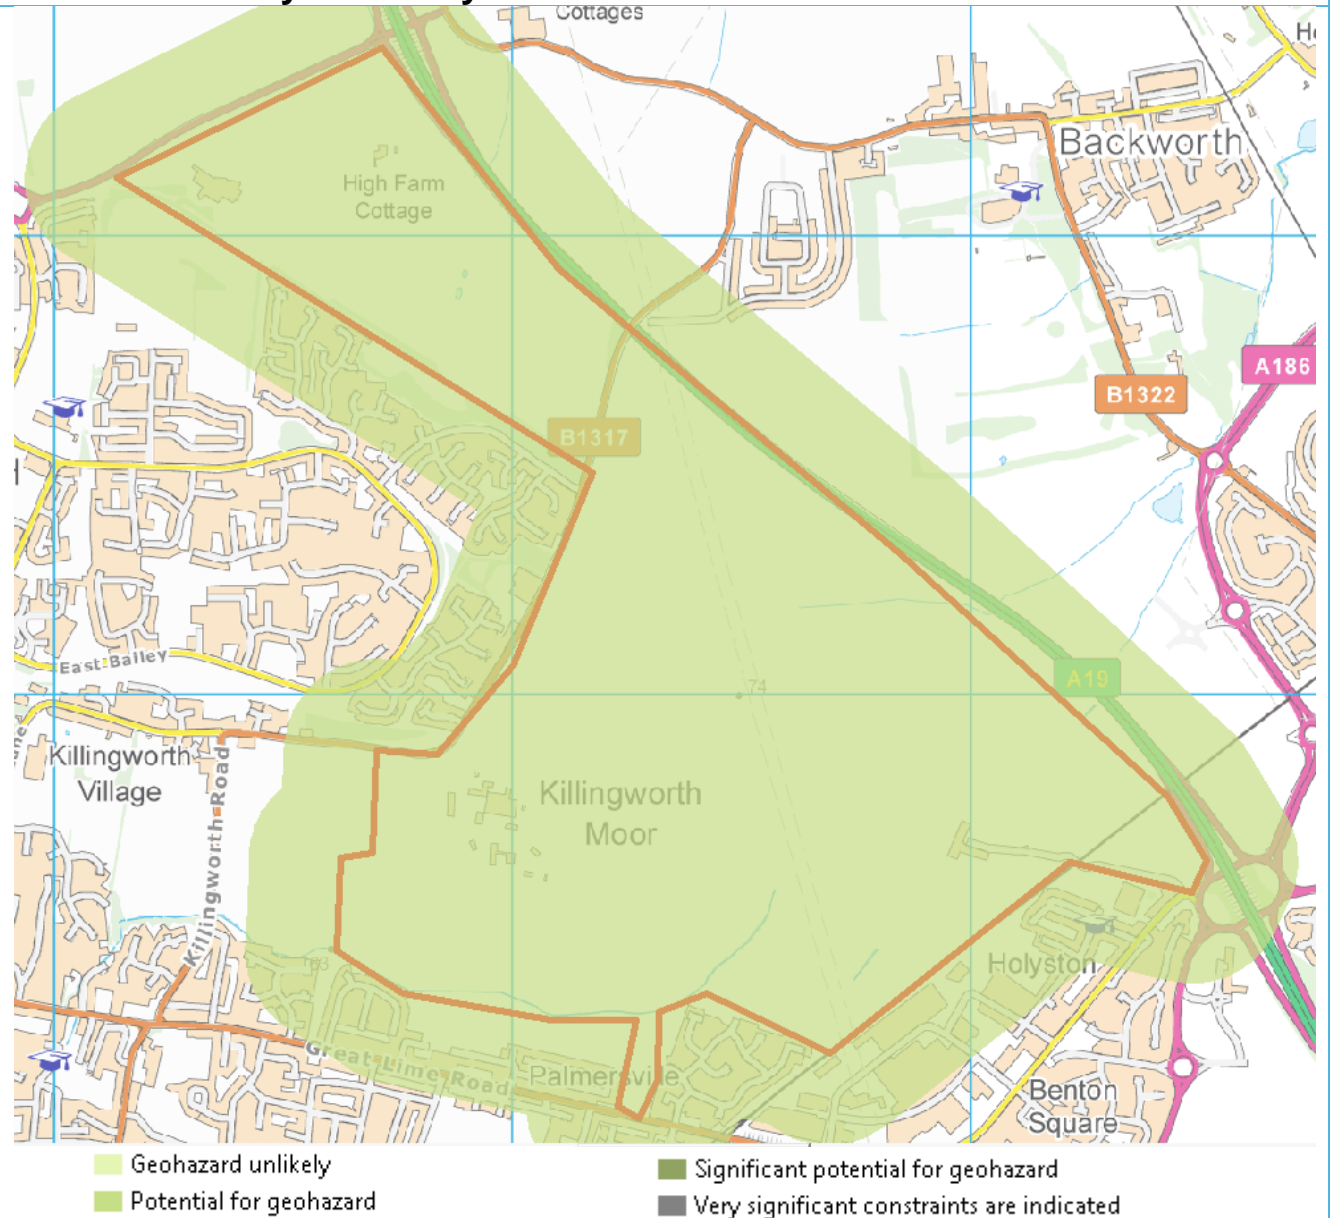 Cottages
Backworth
High Farm
Cottage
A186
B1322
B1317
East Bailey
A19
74
Killingworth
Village
Killingworth Road
Killingworth
Moor
163
Holyston
Great Lime Road
Palmersville
Benton
Square
Geohazard unlikely
Potential for geohazard
Significant potential for geohazard
Very significant constraints are indicated